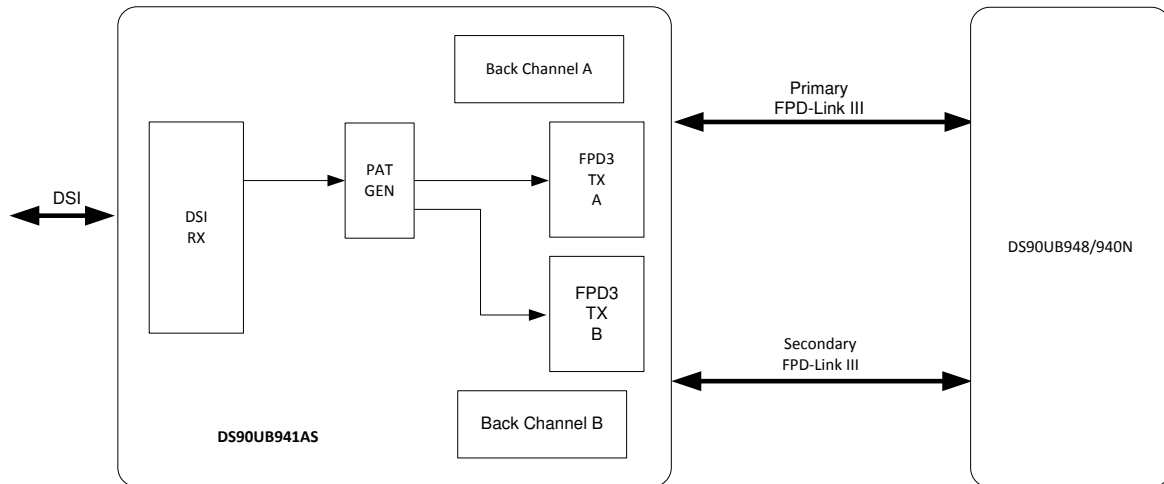 DSI
DSI
RX
PAT
GEN
Back Channel A
FPD3
TX
A
FPD3
TX
B
Back Channel B
DS90UB941AS
Primary
FPD-Link III
Secondary
FPD-Link III
DS90UB948/940N